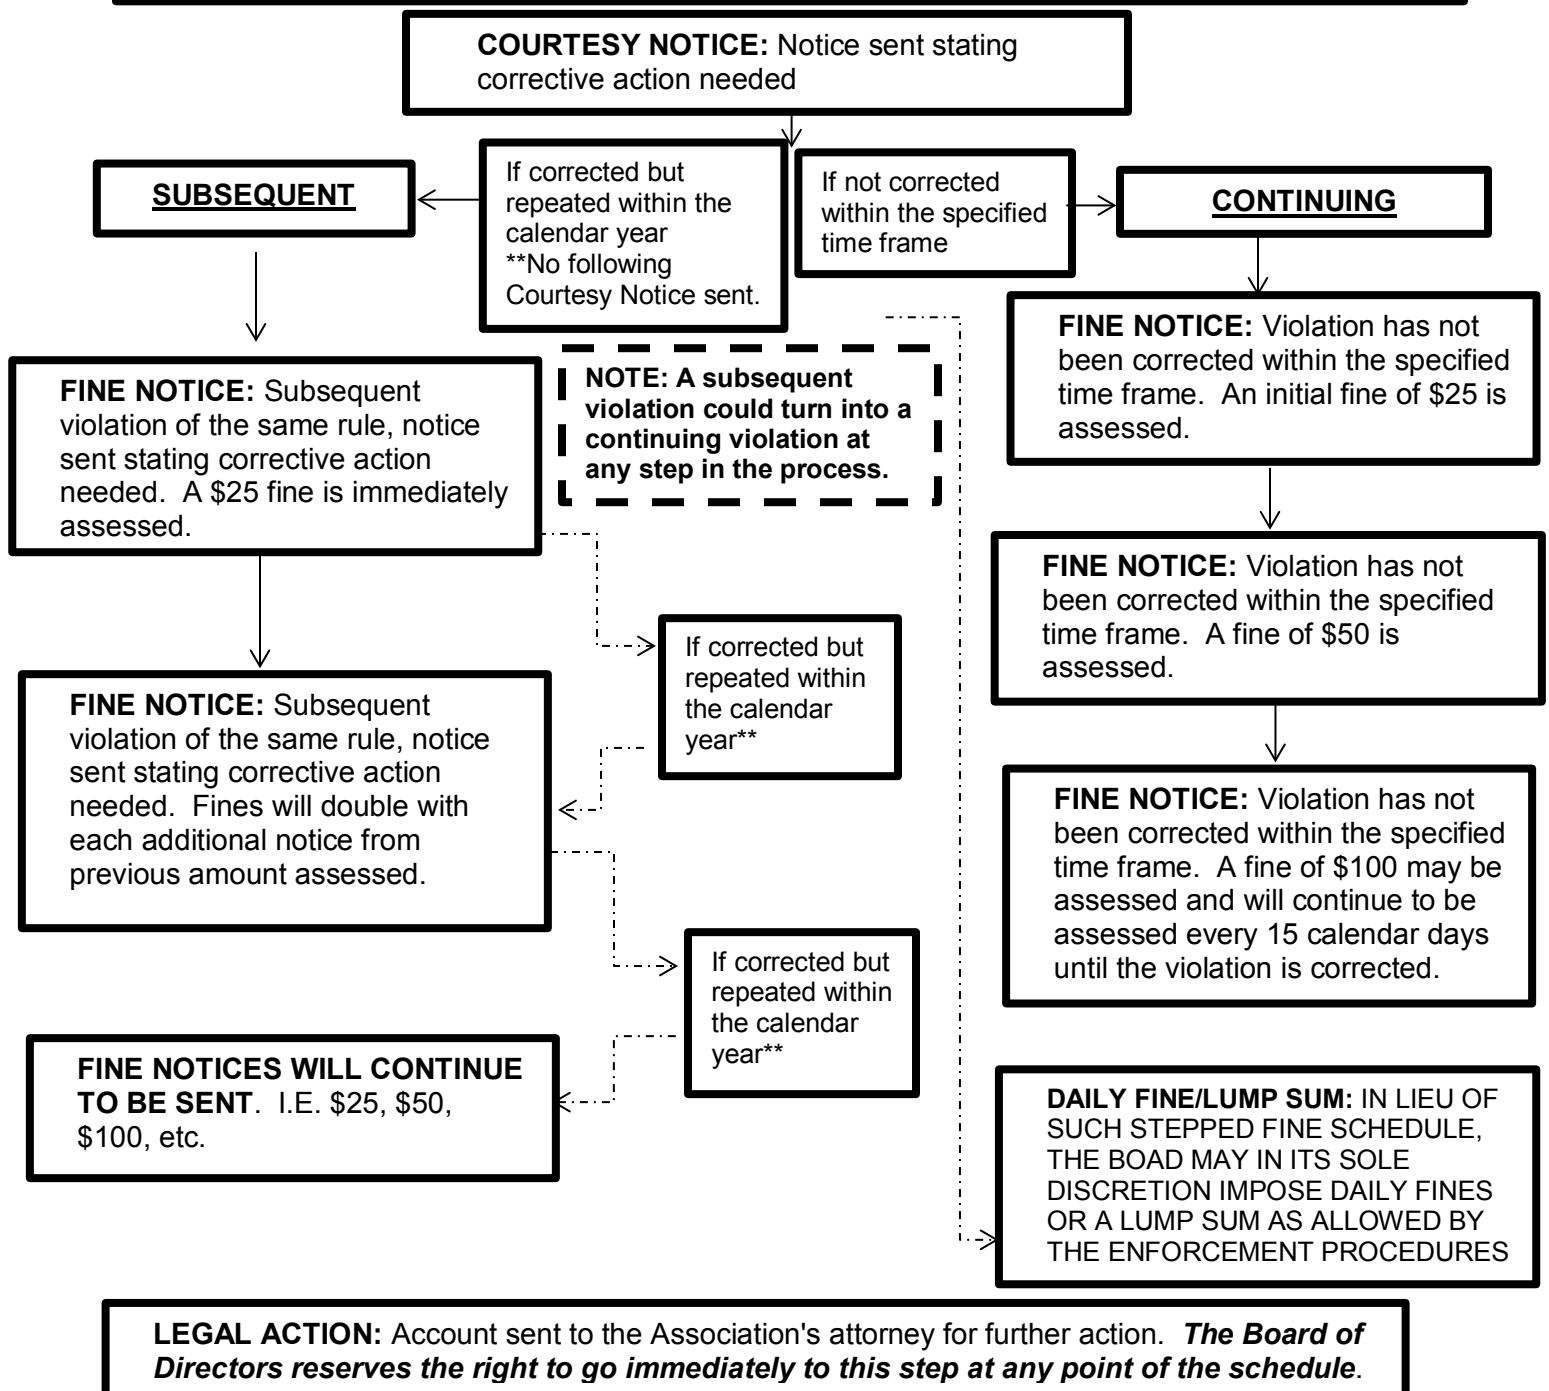 COURTESY NOTICE: Notice sent stating
corrective action needed
If corrected but
repeated within the
calendar year
**No following
Courtesy Notice sent.
If not corrected
within the specified
time frame
SUBSEQUENT
CONTINUING
FINE NOTICE: Subsequent
violation of the same rule, notice
sent stating corrective action
needed.  A $25 fine is immediately
assessed.
NOTE: A subsequent
violation could turn into a
continuing violation at
any step in the process.
FINE NOTICE: Violation has not
been corrected within the specified
time frame.  An initial fine of $25 is
assessed.
If corrected but
repeated within
the calendar
year**
FINE NOTICE: Violation has not
been corrected within the specified
time frame.  A fine of $50 is
assessed.
FINE NOTICE: Subsequent
violation of the same rule, notice
sent stating corrective action
needed.  Fines will double with
each additional notice from
previous amount assessed.
FINE NOTICE: Violation has not
been corrected within the specified
time frame.  A fine of $100 may be
assessed and will continue to be
assessed every 15 calendar days
until the violation is corrected.
If corrected but
repeated within
the calendar
year**
FINE NOTICES WILL CONTINUE
TO BE SENT.  I.E. $25, $50,
$100, etc.
DAILY FINE/LUMP SUM: IN LIEU OF
SUCH STEPPED FINE SCHEDULE,
THE BOAD MAY IN ITS SOLE
DISCRETION IMPOSE DAILY FINES
OR A LUMP SUM AS ALLOWED BY
THE ENFORCEMENT PROCEDURES
LEGAL ACTION: Account sent to the Association's attorney for further action.  The Board of
Directors reserves the right to go immediately to this step at any point of the schedule.